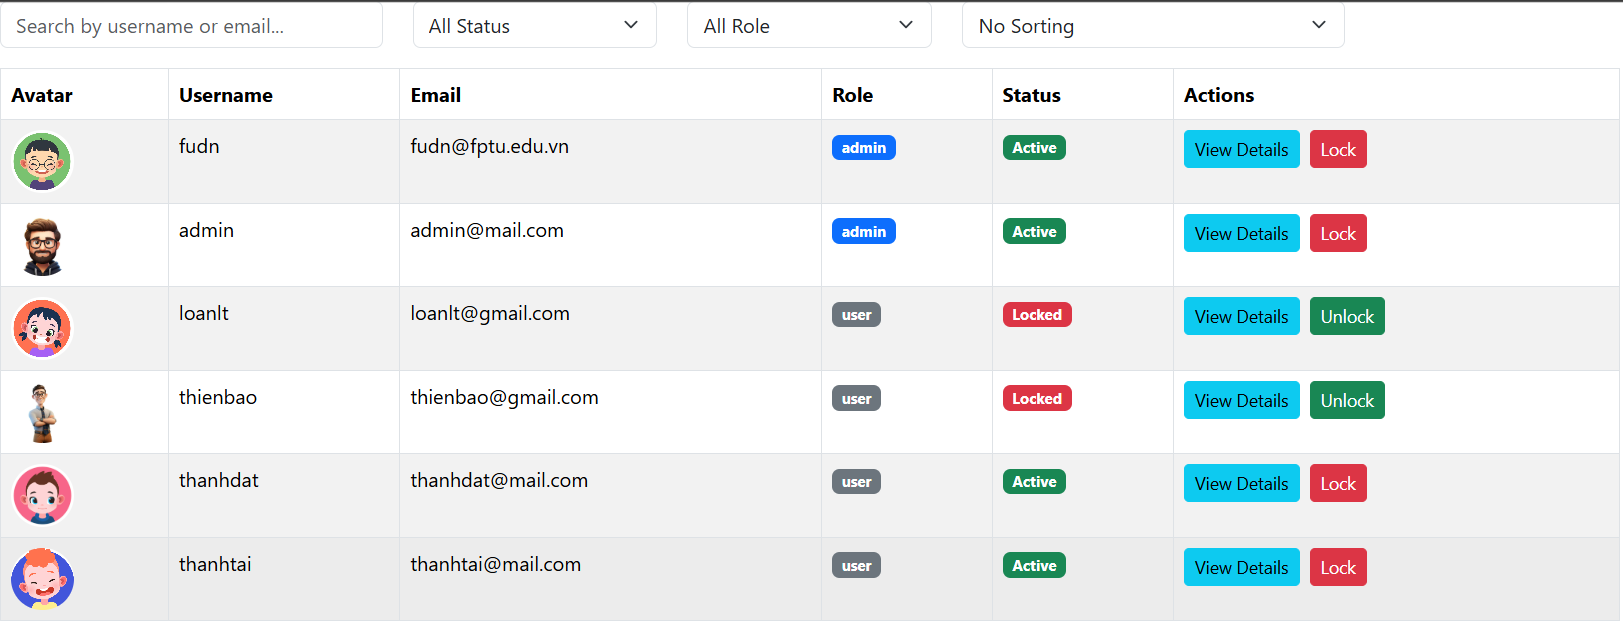 Search by username or email... All Status All Role No Sorting
Avatar Username Email Role Status Actions
fudn fudn@fptu.edu.vn admin Active View Details Lock
admin admin@mail.com admin Active View Details Lock
loanlt loanlt@gmail.com user Locked View Details Unlock
thienbao thienbao@gmail.com user Locked View Details Unlock
thanhdat thanhdat@mail.com user Active View Details Lock
thanhtai thanhtai@mail.com user Active View Details Lock